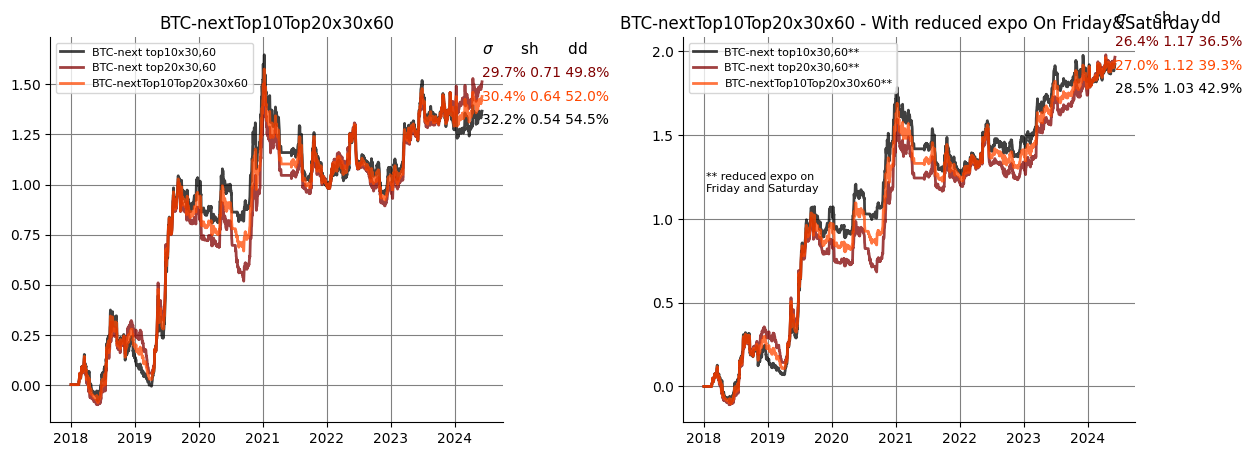 BTC-nextTop10Top20x30x60
BTC-next top10x30,60
BTC-next top20x30,60
BTC-nextTop10Top20x30x60
σ sh dd
29.7% 0.71 49.8%
30.4% 0.64 52.0%
32.2% 0.54 54.5%
1.50
1.25
1.00
0.75
0.50
0.25
0.00
2018 2019 2020 2021 2022 2023 2024
BTC-nextTop10Top20x30x60 - With reduced expo On Friday&Saturday
BTC-next top10x30,60**
BTC-next top20x30,60**
BTC-nextTop10Top20x30x60**
σ sh dd
26.4% 1.17 36.5%
27.0% 1.12 39.3%
28.5% 1.03 42.9%
** reduced expo on
Friday and Saturday
2.0
1.5
1.0
0.5
0.0
2018 2019 2020 2021 2022 2023 2024